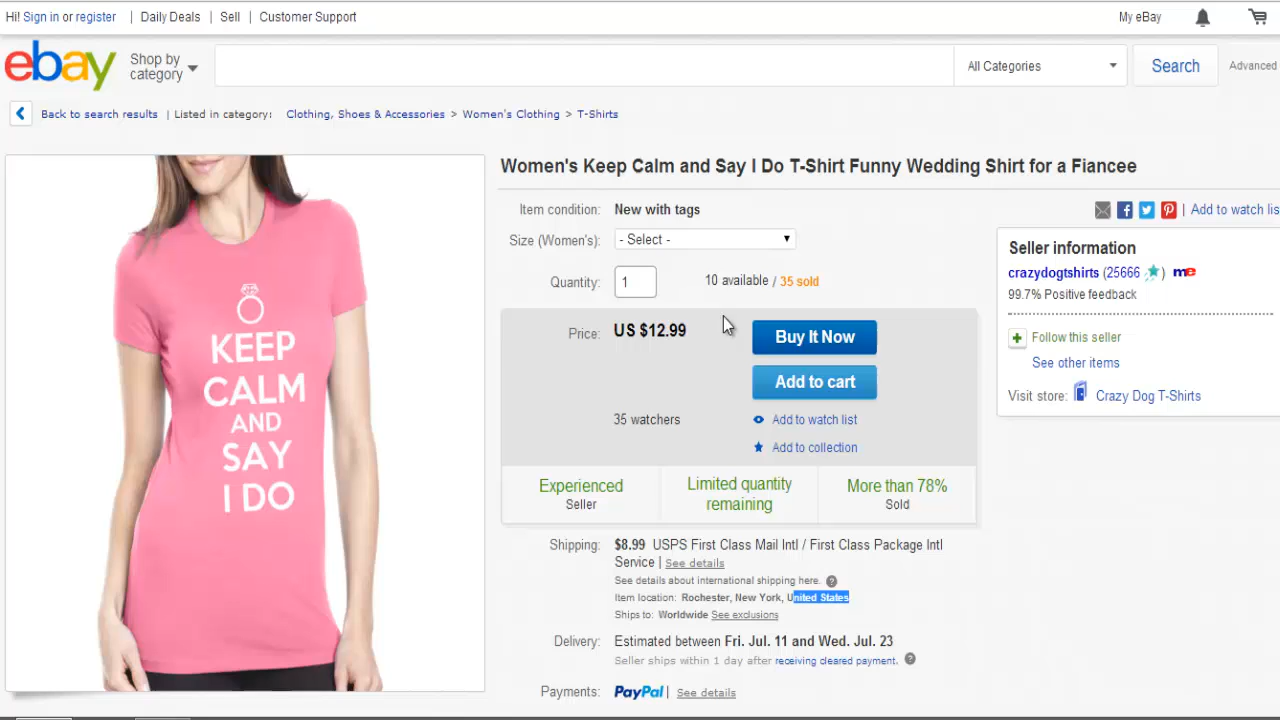 Hi! Sign in or register | Daily Deals | Sell | Customer Support
My eBay
ebay
Shop by category
All Categories
Search
Advanced
Back to search results | Listed in category: Clothing, Shoes & Accessories > Women's Clothing > T-Shirts
Women's Keep Calm and Say I Do T-Shirt Funny Wedding Shirt for a Fiancee
Item condition: New with tags
| Add to watch lis
Size (Women's): - Select -
Quantity: 1
10 available / 35 sold
Price: US $12.99
Buy It Now
Add to cart
35 watchers
Add to watch list
Add to collection
Experienced
Seller
Limited quantity
remaining
More than 78%
Sold
Seller information
crazydogtshirts (25666 ) me
99.7% Positive feedback
Follow this seller
See other items
Visit store: Crazy Dog T-Shirts
KEEP
CALM
AND
SAY
I DO
Shipping: $8.99 USPS First Class Mail Intl / First Class Package Intl
Service | See details
See details about international shipping here.
Item location: Rochester, New York, United States
Ships to: Worldwide See exclusions
Delivery: Estimated between Fri. Jul. 11 and Wed. Jul. 23
Seller ships within 1 day after receiving cleared payment.
Payments: PayPal | See details